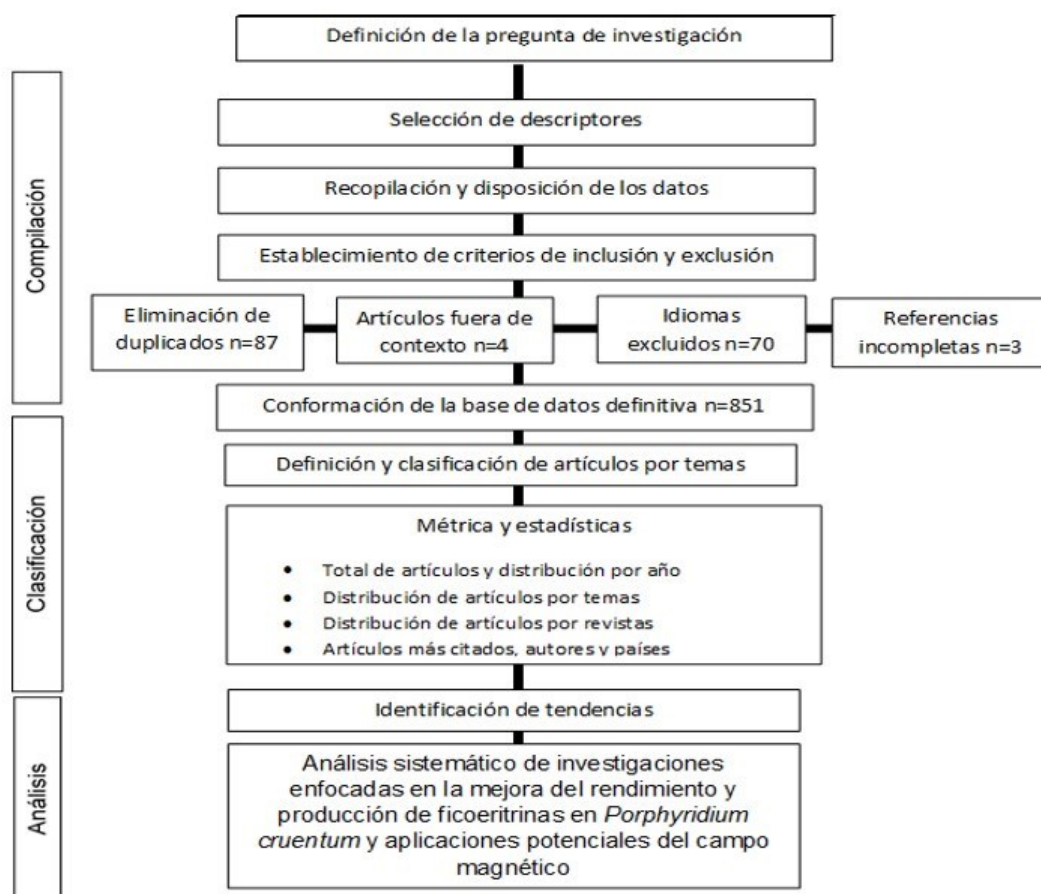 Definición de la pregunta de investigación
Compilación
Selección de descriptores
Recopilación y disposición de los datos
Establecimiento de criterios de inclusión y exclusión
Eliminación de
duplicados n=87
Artículos fuera de
contexto n=4
Idiomas
excluidos n=70
Referencias
incompletas n=3
Conformación de la base de datos definitiva n=851
Clasificación
Definición y clasificación de artículos por temas
Métrica y estadísticas
• Total de artículos y distribución por año
• Distribución de artículos por temas
• Distribución de artículos por revistas
• Artículos más citados, autores y países
Análisis
Identificación de tendencias
Análisis sistemático de investigaciones
enfocadas en la mejora del rendimiento y
producción de ficoeritrinas en Porphyridium
cruentum y aplicaciones potenciales del campo
magnético